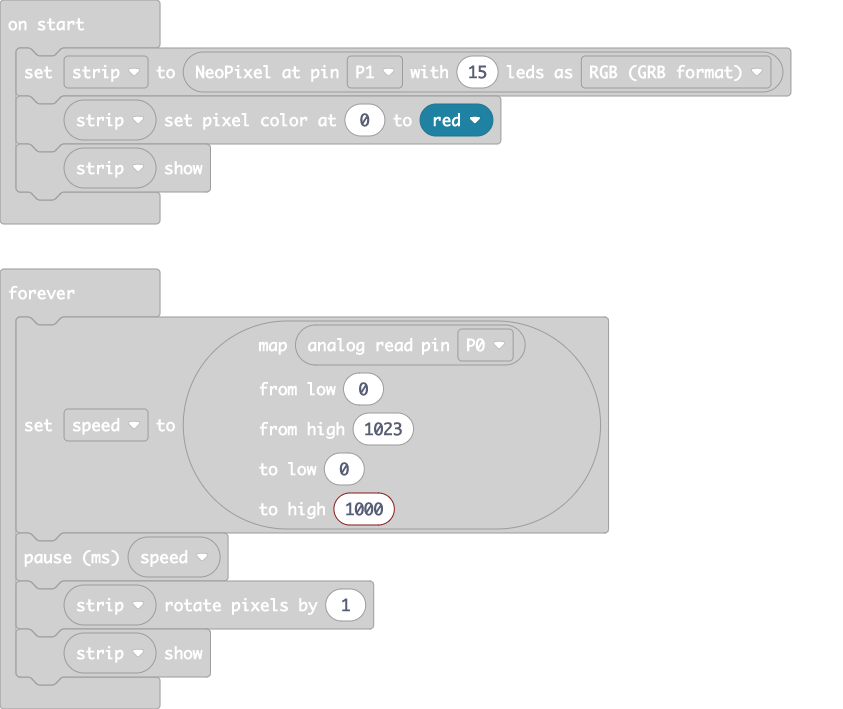 on start
set strip to NeoPixel at pin P1 with 15 leds as RGB (GRB format)
strip set pixel color at 0 to red
strip show
forever
map analog read pin P0
from low 0
set speed to from high 1023
to low 0
to high 1000
pause (ms) speed
strip rotate pixels by 1
strip show